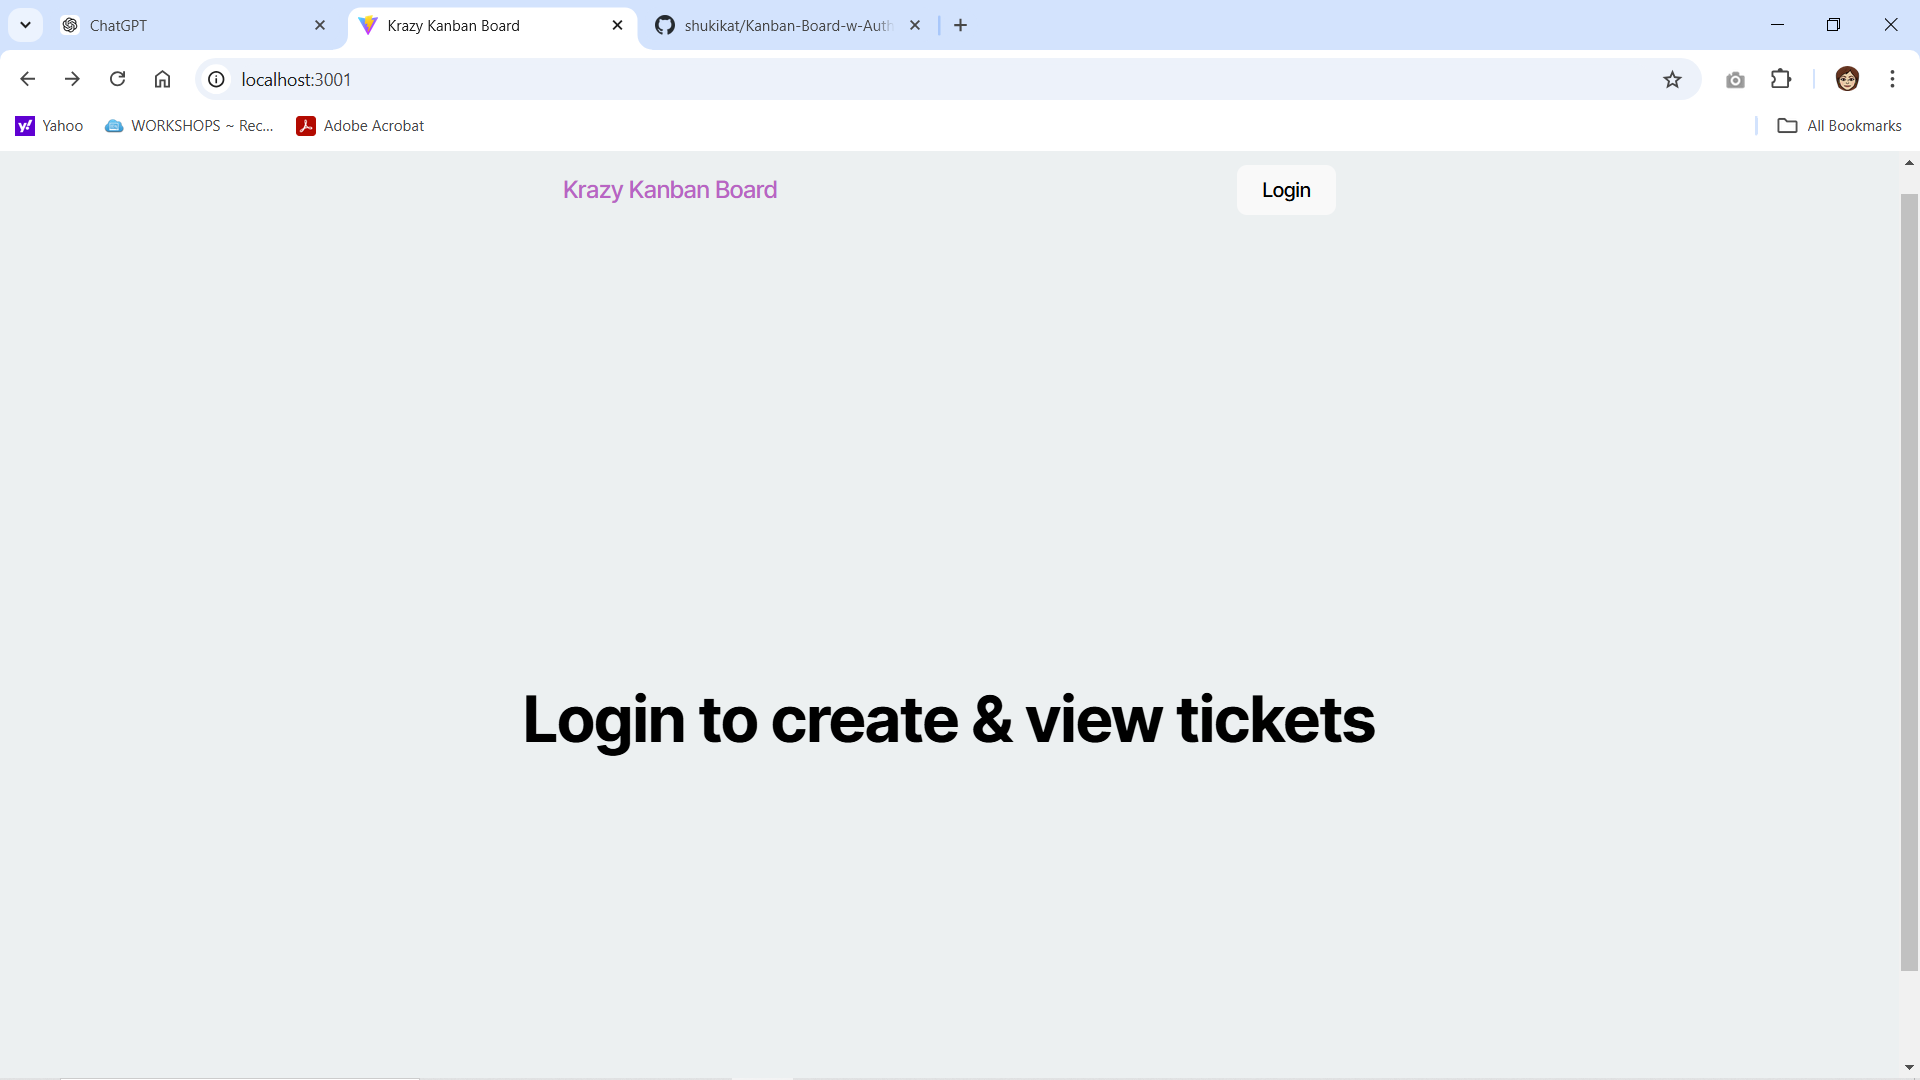 ChatGPT
Krazy Kanban Board
shukikat/Kanban-Board-w-Auth
localhost:3001
y! Yahoo
WORKSHOPS ~ Rec...
Adobe Acrobat
All Bookmarks
Krazy Kanban Board
Login
Login to create & view tickets